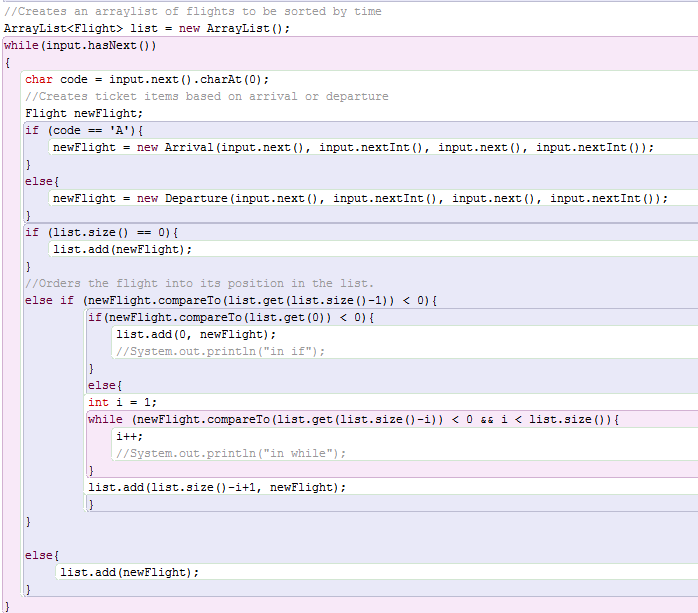 //Creates an arraylist of flights to be sorted by time
ArrayList<Flight> list = new ArrayList();
while(input.hasNext())
{
char code = input.next().charAt(0);
//Creates ticket items based on arrival or departure
Flight newFlight;
if (code == 'A'){
newFlight = new Arrival(input.next(), input.nextInt(), input.next(), input.nextInt());
}
else{
newFlight = new Departure(input.next(), input.nextInt(), input.next(), input.nextInt());
}
if (list.size() == 0){
list.add(newFlight);
}
//Orders the flight into its position in the list.
else if (newFlight.compareTo(list.get(list.size()-1)) < 0){
if(newFlight.compareTo(list.get(0)) < 0){
list.add(0, newFlight);
//System.out.println("in if");
}
else{
int i = 1;
while (newFlight.compareTo(list.get(list.size()-i)) < 0 && i < list.size()){
i++;
//System.out.println("in while");
}
list.add(list.size()-i+1, newFlight);
}
}
else{
list.add(newFlight);
}
}